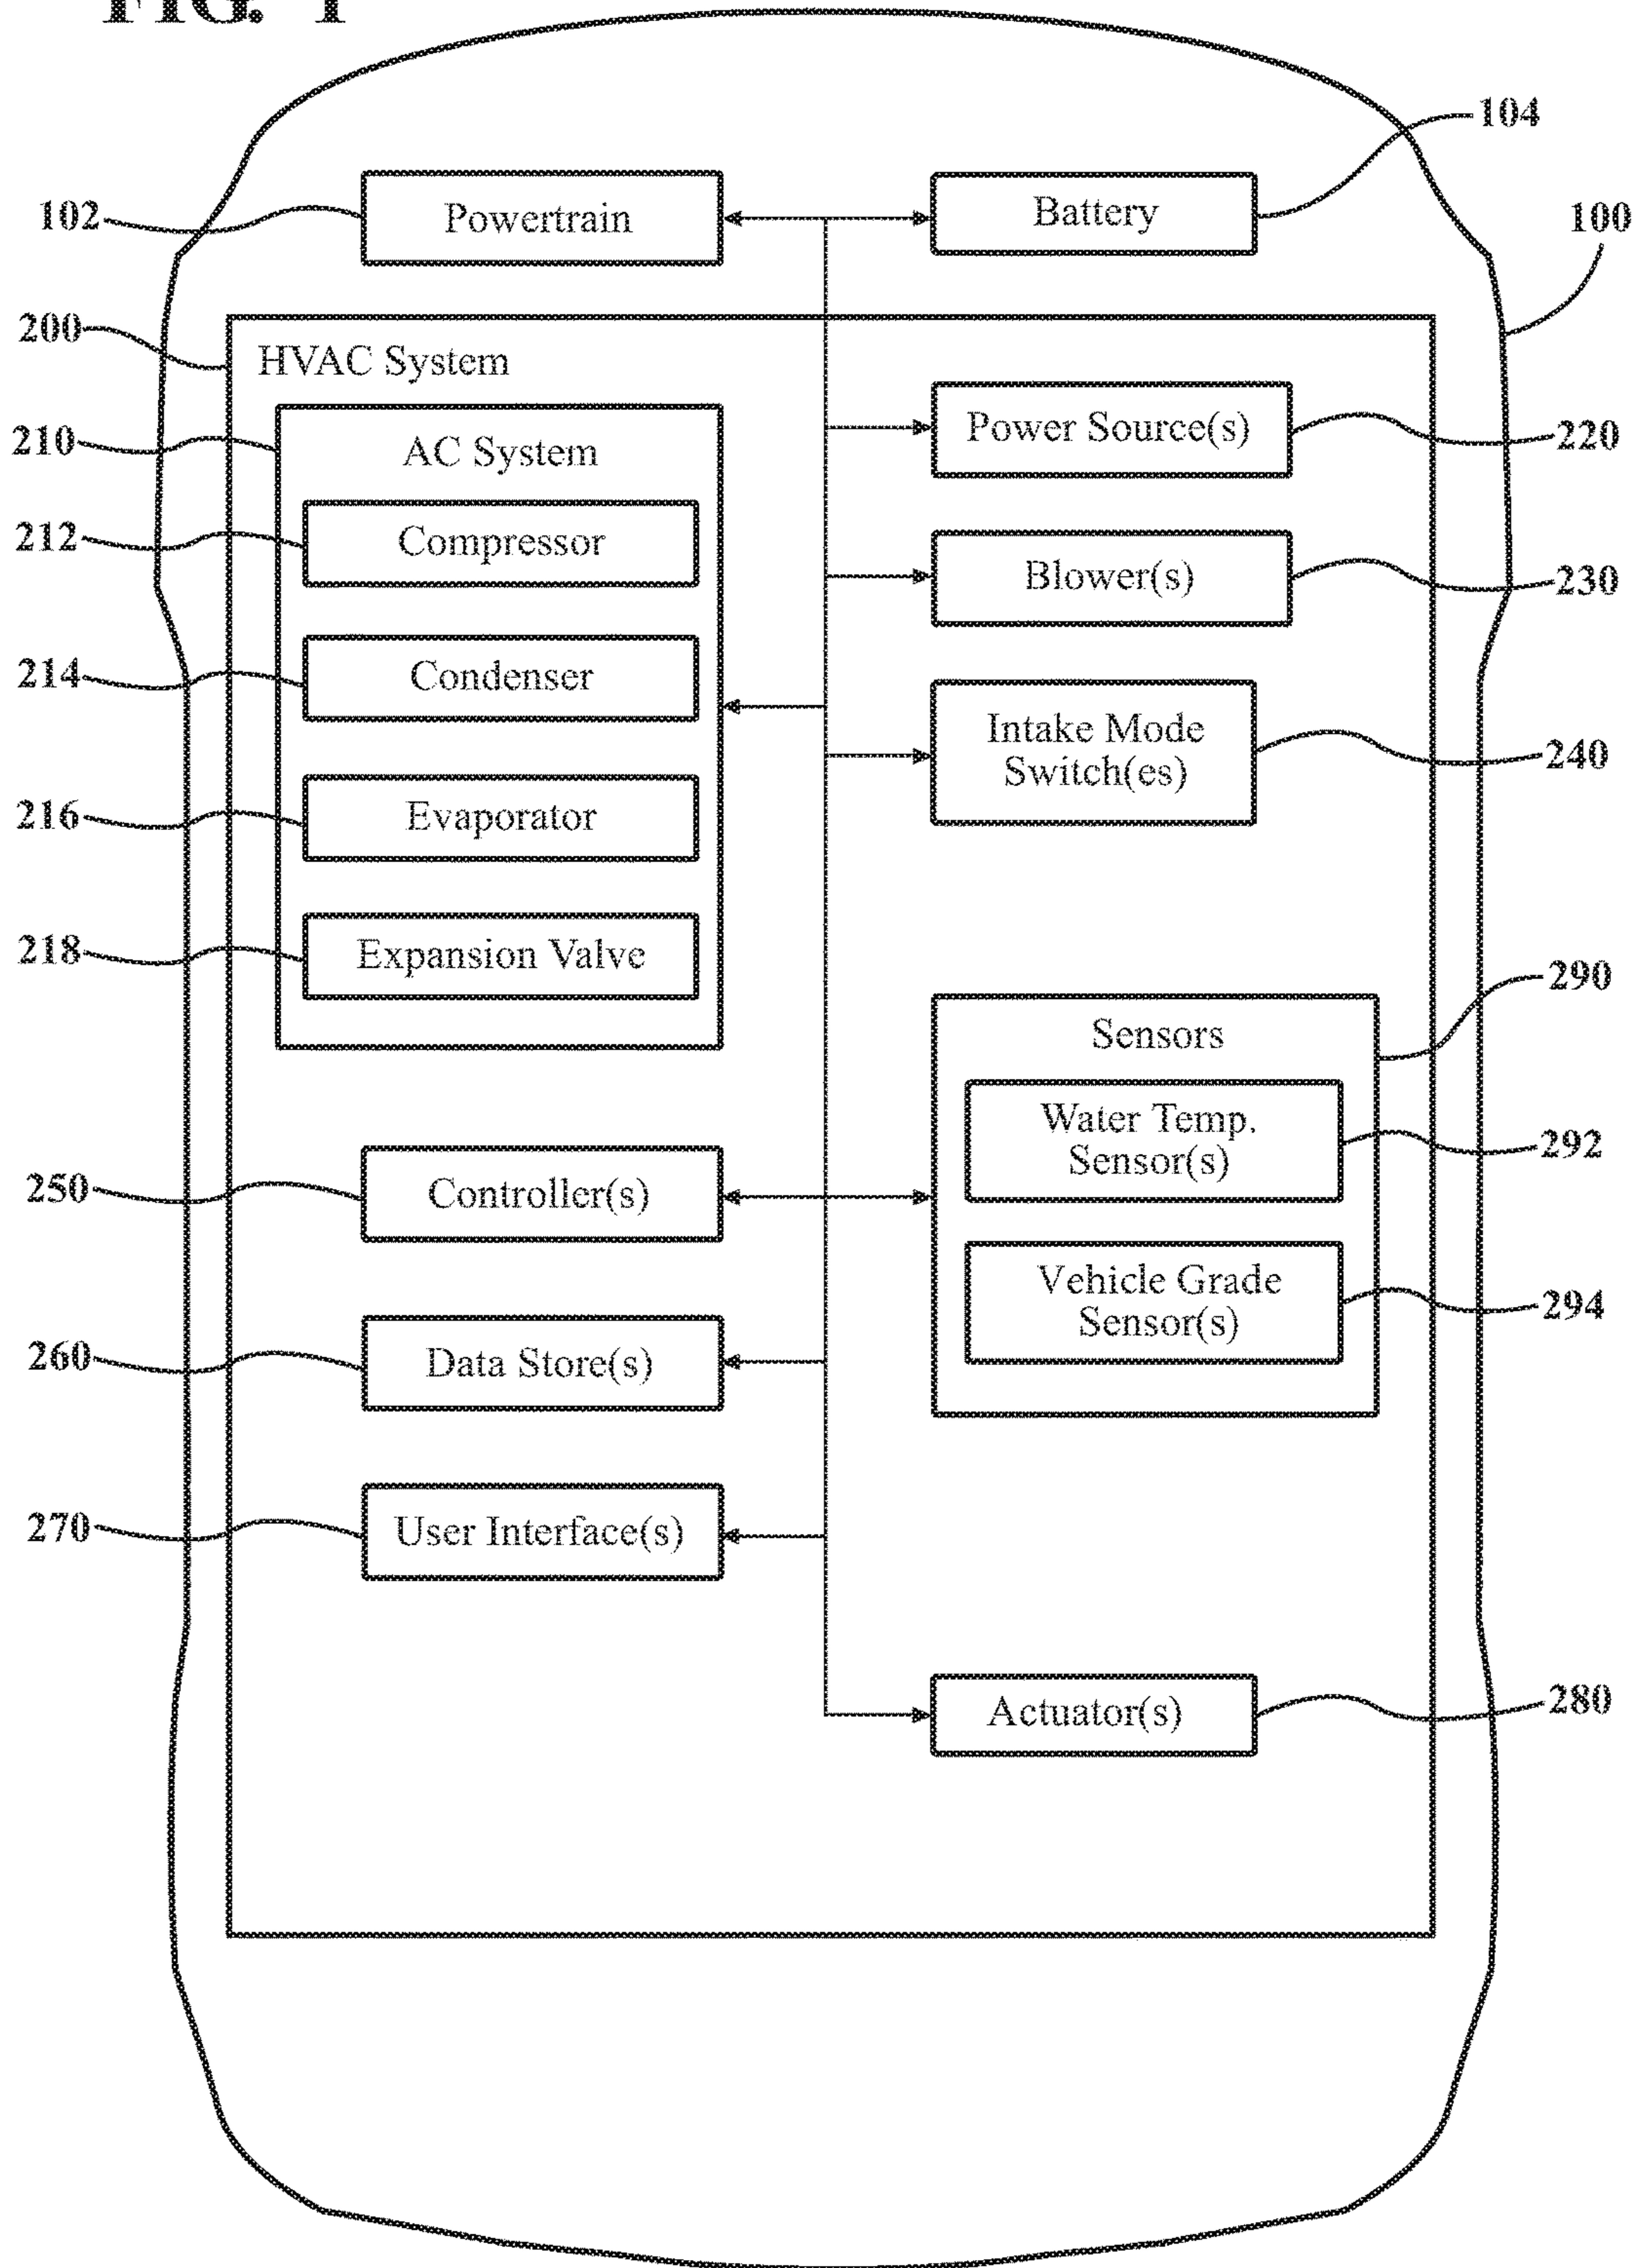 FIG. 1
104
102
Powertrain
Battery
100
200
HVAC System
210
AC System
Power Source(s)
220
212
Compressor
Blower(s)
230
214
Condenser
Intake Mode
Switch(es)
240
216
Evaporator
218
Expansion Valve
290
Sensors
Water Temp.
Sensor(s)
292
250
Controller(s)
Vehicle Grade
Sensor(s)
294
260
Data Store(s)
270
User Interface(s)
Actuator(s)
280